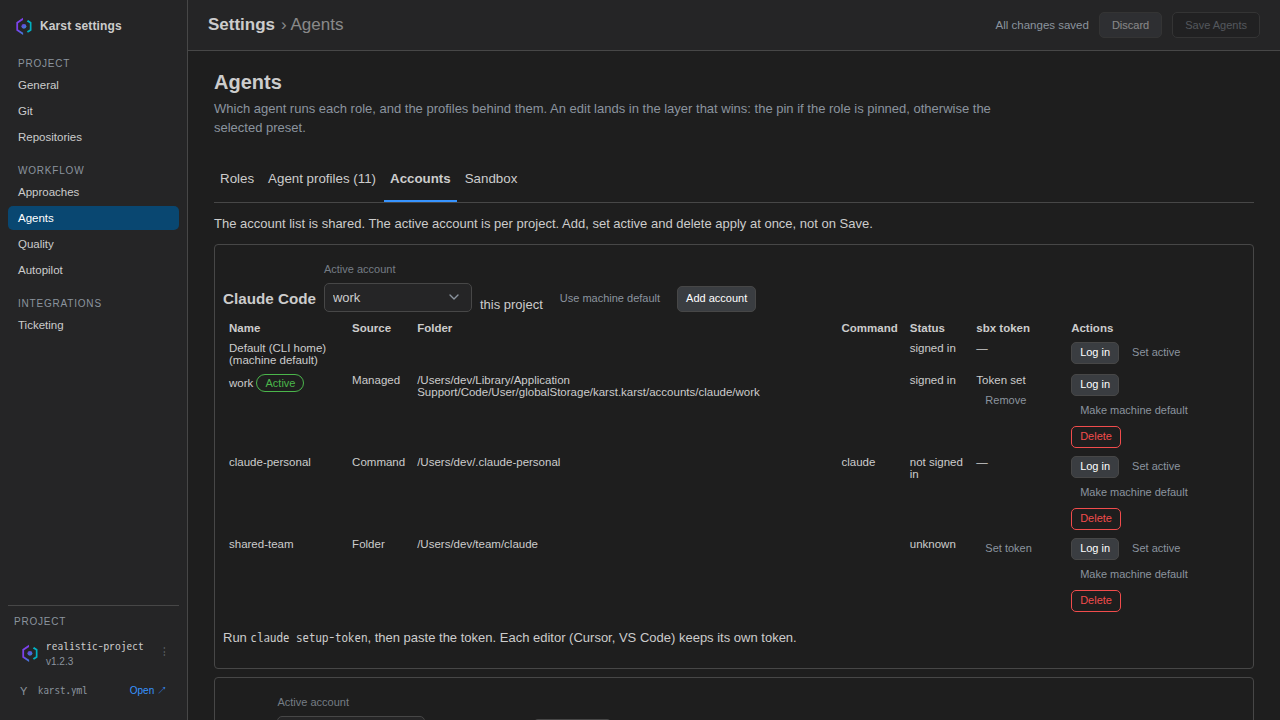 Karst settings
PROJECT
General
Git
Repositories
WORKFLOW
Approaches
Agents
Quality
Autopilot
INTEGRATIONS
Ticketing
PROJECT
realistic-project
v1.2.3
Y karst.yml Open ↗
Settings › Agents
All changes saved Discard Save Agents
Agents
Which agent runs each role, and the profiles behind them. An edit lands in the layer that wins: the pin if the role is pinned, otherwise the
selected preset.
Roles Agent profiles (11) Accounts Sandbox
The account list is shared. The active account is per project. Add, set active and delete apply at once, not on Save.
Active account
Claude Code work this project Use machine default Add account
Name Source Folder Command Status sbx token Actions
Default (CLI home) signed in — Log in Set active
(machine default)
work Active Managed /Users/dev/Library/Application signed in Token set Log in
Support/Code/User/globalStorage/karst.karst/accounts/claude/work
Remove Make machine default
Delete
claude-personal Command /Users/dev/.claude-personal claude not signed — Log in Set active
in
Make machine default
Delete
shared-team Folder /Users/dev/team/claude unknown Set token Log in Set active
Make machine default
Delete
Run claude setup-token, then paste the token. Each editor (Cursor, VS Code) keeps its own token.
Active account